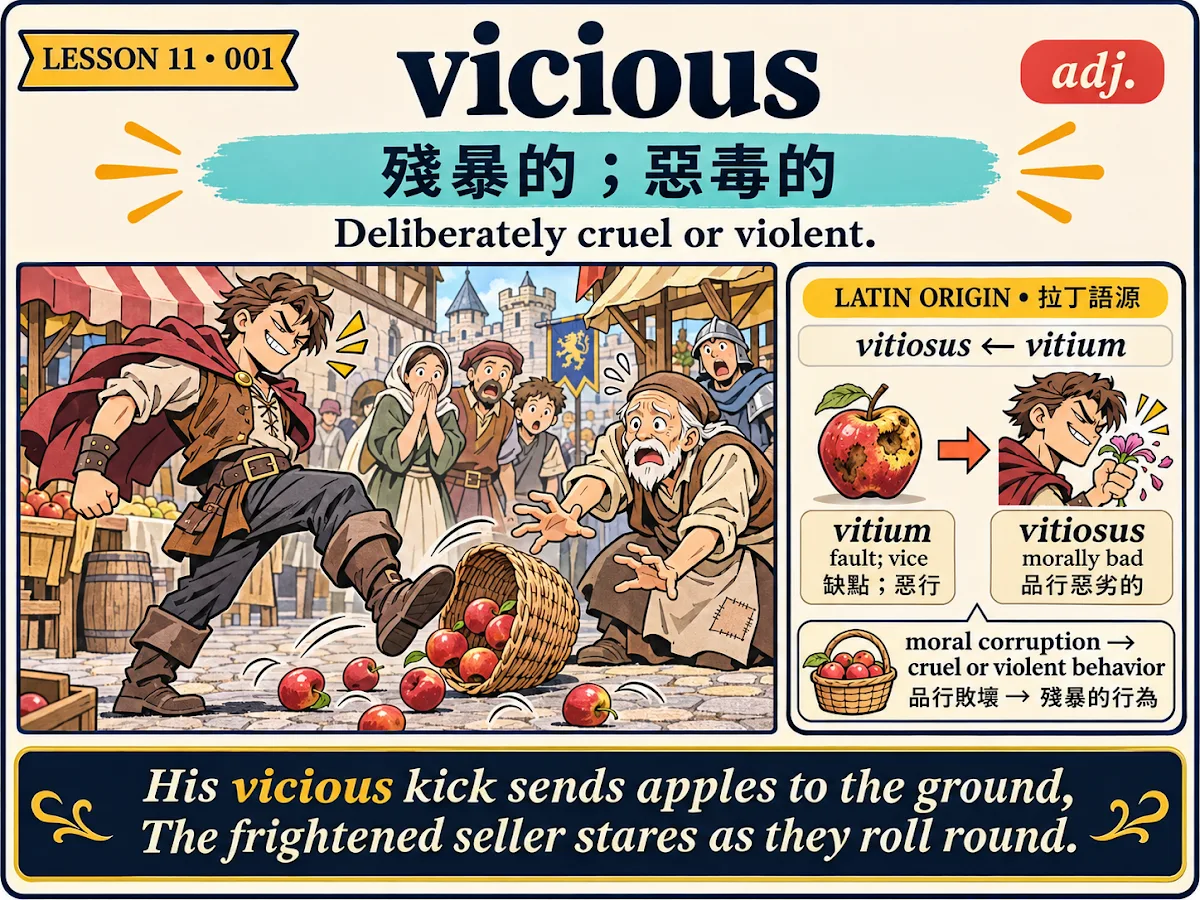 LESSON 11 • 001
vicious
adj.
殘暴的；惡毒的
Deliberately cruel or violent.
LATIN ORIGIN • 拉丁語源
vitiosus ← vitium
vitium
fault; vice
缺點；惡行
vitiosus
morally bad
品行惡劣的
moral corruption →
cruel or violent behavior
品行敗壞 → 殘暴的行為
His vicious kick sends apples to the ground,
The frightened seller stares as they roll round.